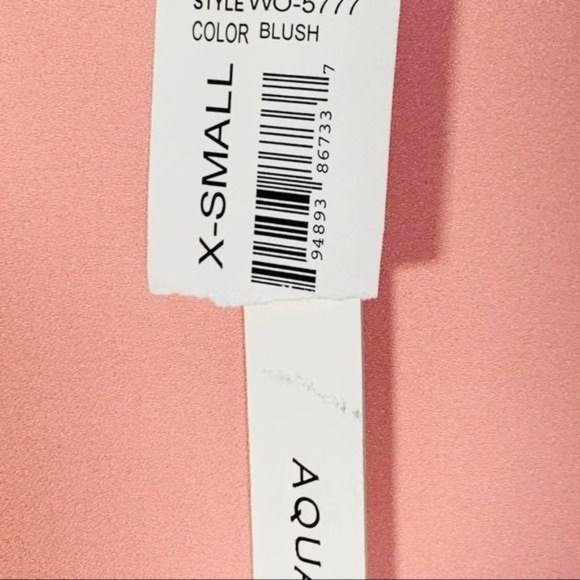 STYLE WO-5777
COLOR BLUSH
X-SMALL
94893 86733 7
AQUA